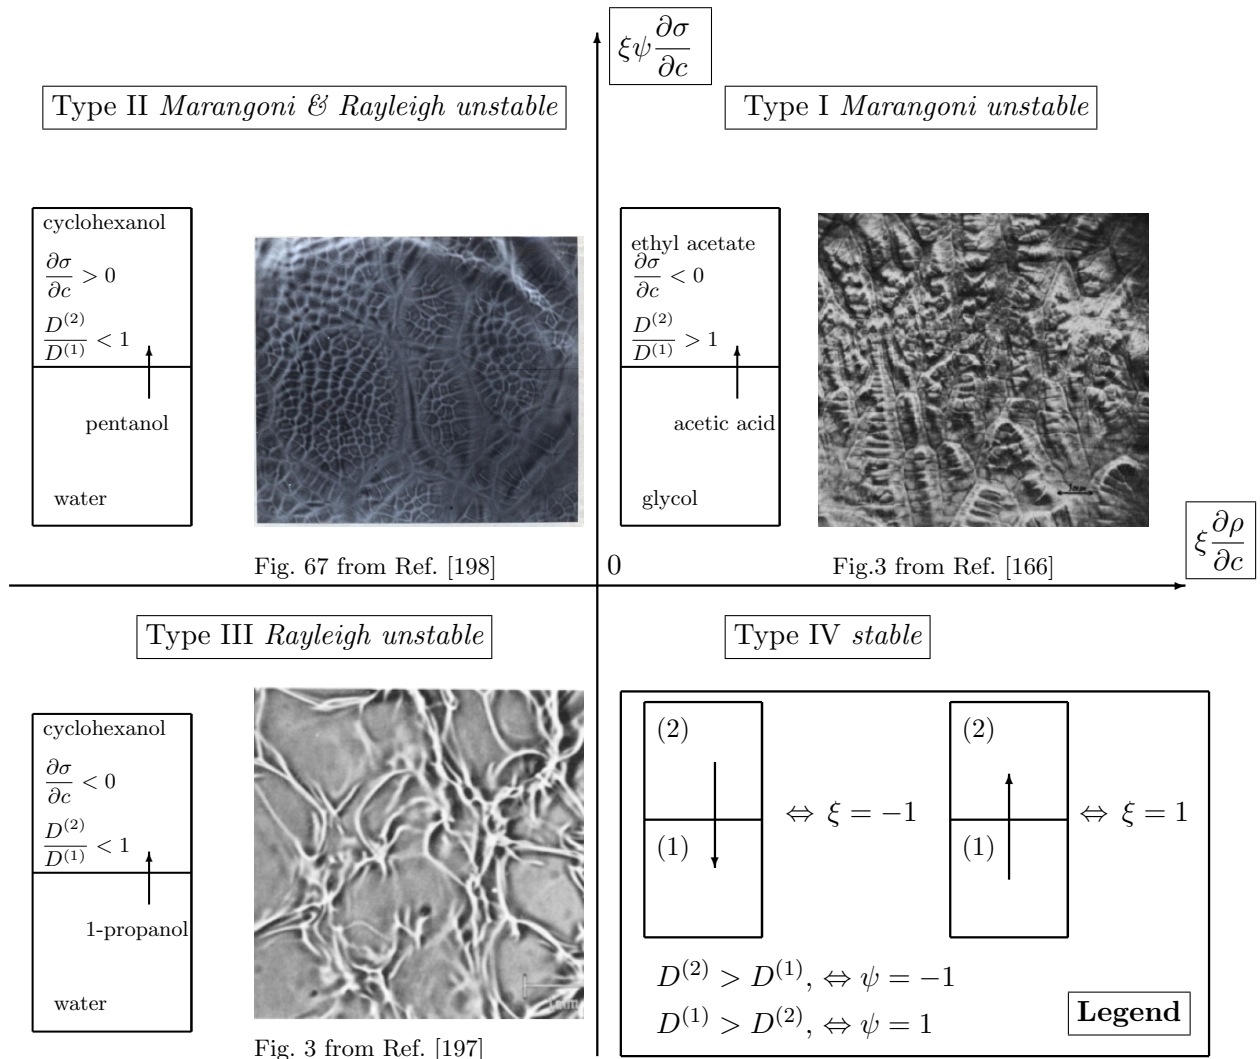 ξψ ∂σ/∂c
Type II Marangoni & Rayleigh unstable
Type I Marangoni unstable
cyclohexanol
∂σ/∂c > 0
D^(2)/D^(1) < 1
pentanol
water
Fig. 67 from Ref. [198]
ethyl acetate
∂σ/∂c < 0
D^(2)/D^(1) > 1
acetic acid
glycol
Fig.3 from Ref. [166]
0
ξ ∂ρ/∂c
Type III Rayleigh unstable
Type IV stable
cyclohexanol
∂σ/∂c < 0
D^(2)/D^(1) < 1
1-propanol
water
Fig. 3 from Ref. [197]
(2)
(1)
⇔ ξ = −1
(2)
(1)
⇔ ξ = 1
D^(2) > D^(1), ⇔ ψ = −1
D^(1) > D^(2), ⇔ ψ = 1
Legend